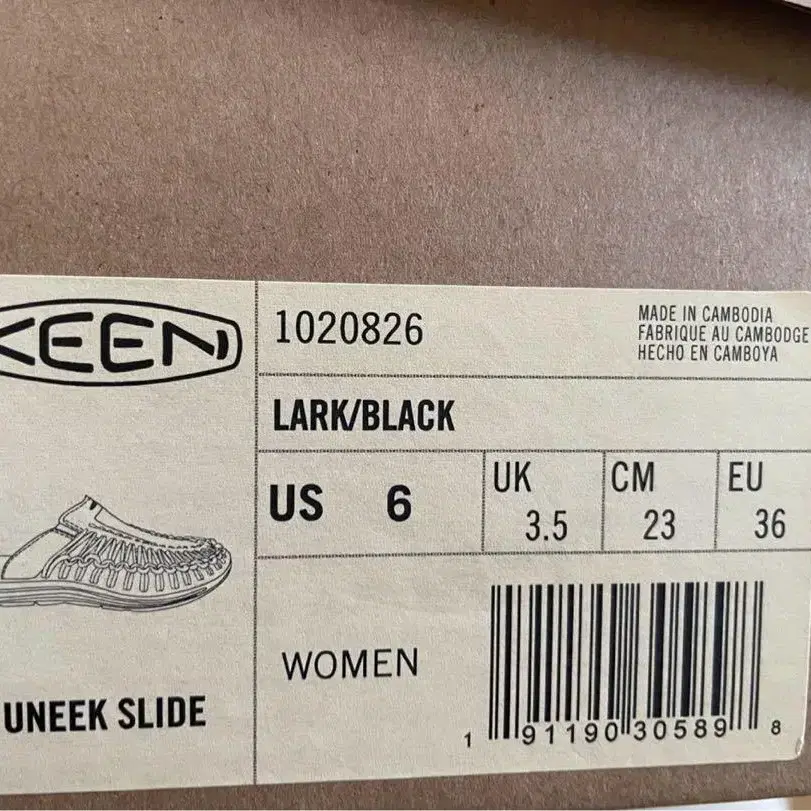 KEEN
1020826
MADE IN CAMBODIA
FABRIQUE AU CAMBODGE
HECHO EN CAMBOYA
LARK/BLACK
US 6
UK 3.5
CM 23
EU 36
WOMEN
UNEEK SLIDE
1 91190 30589 8